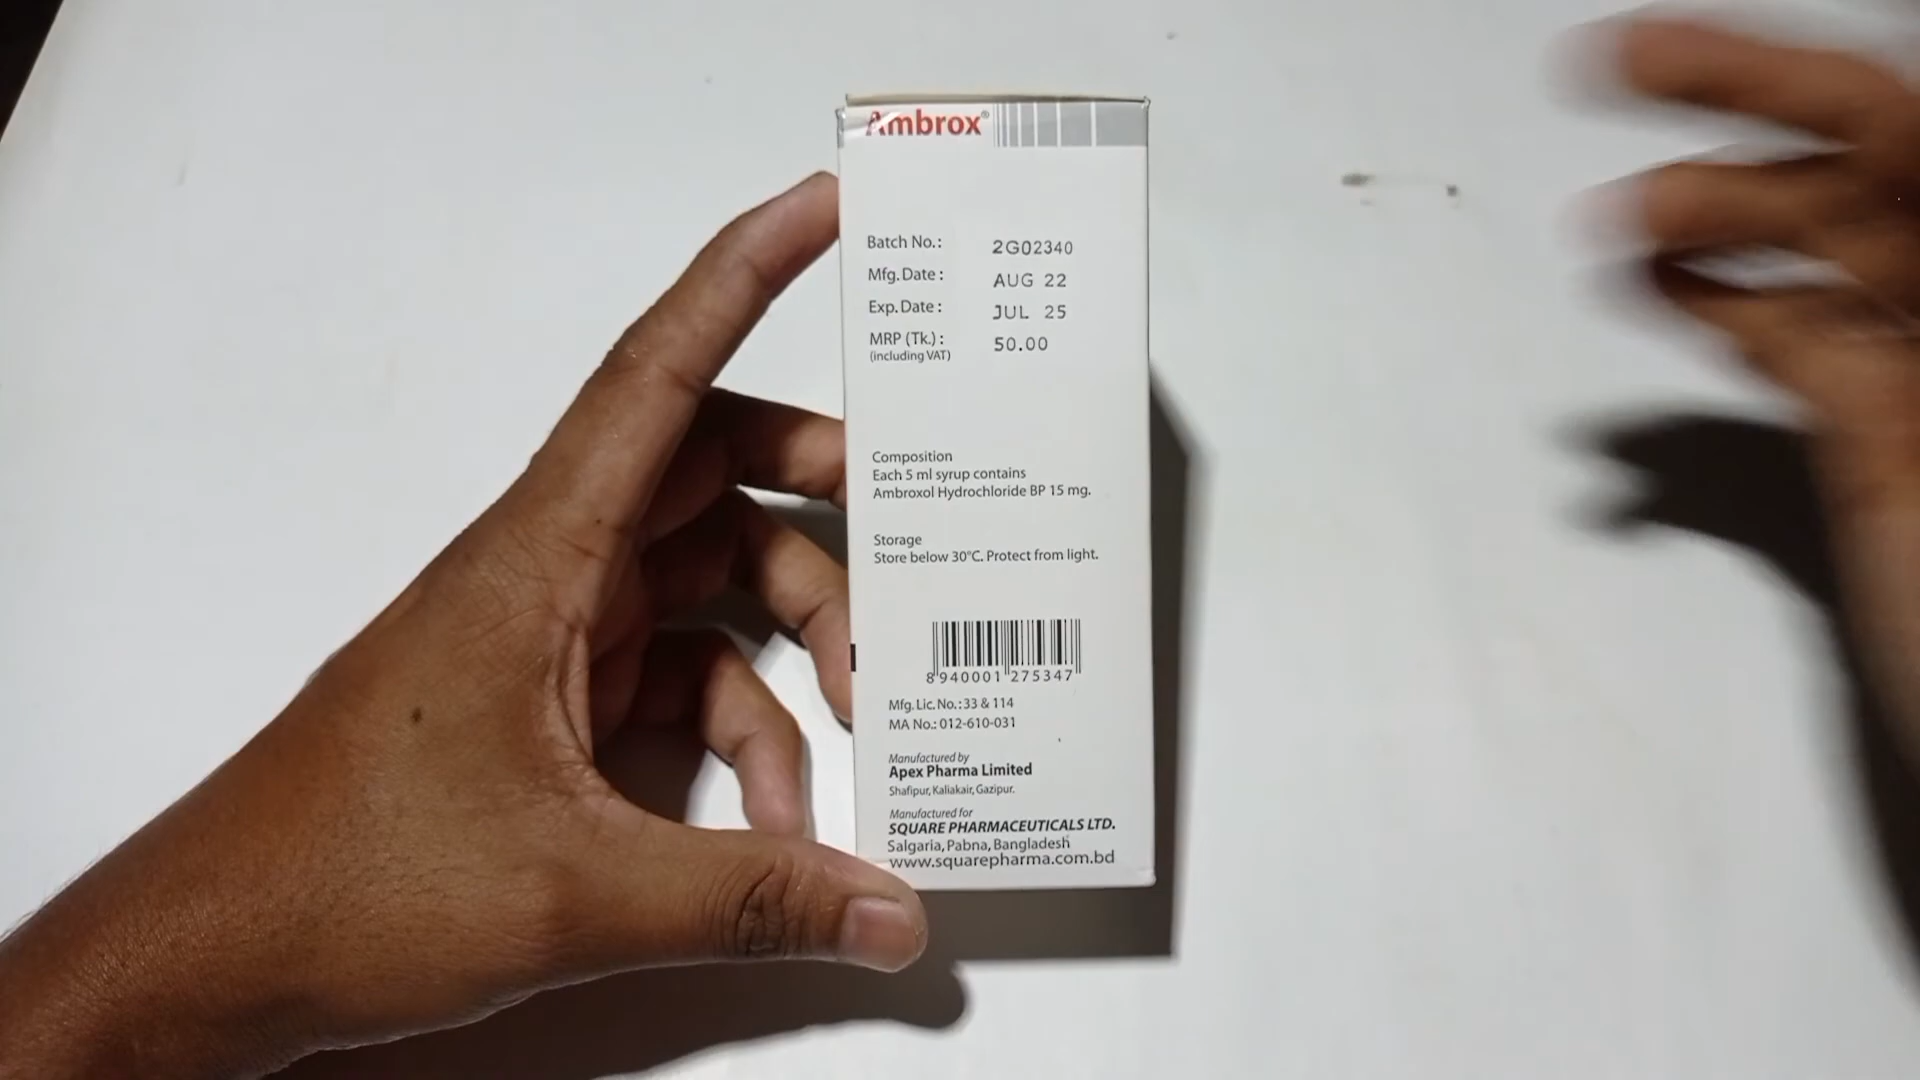 Ambrox®
Batch No.: 2G02340
Mfg. Date: AUG 22
Exp. Date: JUL 25
MRP (Tk.): 50.00
(including VAT)
Composition
Each 5 ml syrup contains
Ambroxol Hydrochloride BP 15 mg.
Storage
Store below 30°C. Protect from light.
8 940001 275347
Mfg. Lic. No.: 33 & 114
MA No.: 012-610-031
Manufactured by
Apex Pharma Limited
Shafipur, Kaliakair, Gazipur.
Manufactured for
SQUARE PHARMACEUTICALS LTD.
Salgaria, Pabna, Bangladesh
www.squarepharma.com.bd